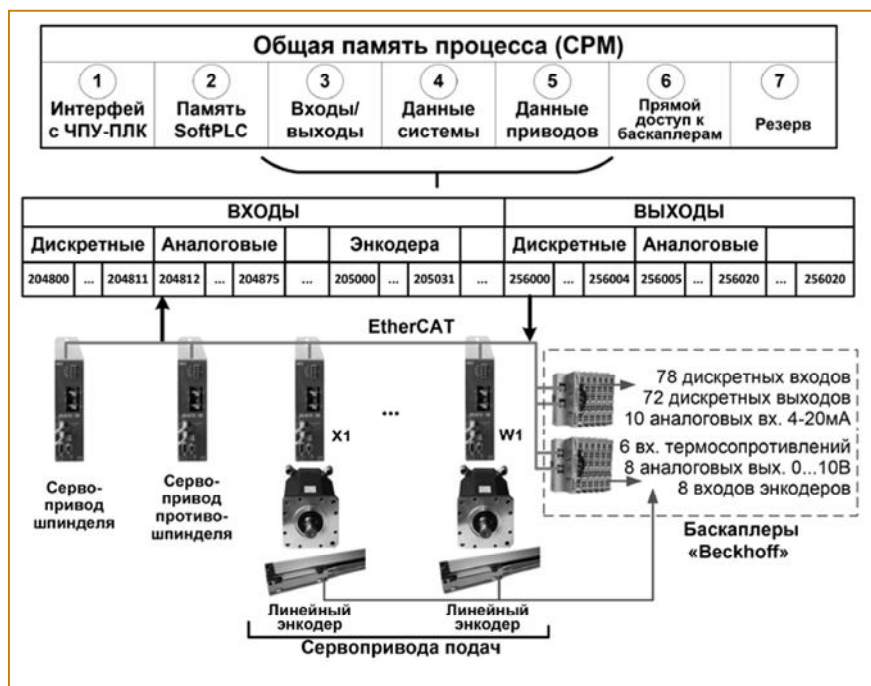 Общая память процесса (CPM)
1 2 3 4 5 6 7
Интерфей с ЧПУ-ПЛК
Память SoftPLC
Входы/ выходы
Данные системы
Данные приводов
Прямой доступ к баскаплерам
Резерв
ВХОДЫ ВЫХОДЫ
Дискретные Аналоговые Энкодера Дискретные Аналоговые
204800 ... 204811 204812 ... 204875 ... 205000 ... 205031 ... 256000 ... 256004 256005 ... 256020 ... 256020
EtherCAT
78 дискретных входов
72 дискретных выходов
10 аналоговых вх. 4-20мА
6 вх. термосопротивлений
8 аналоговых вых. 0...10В
8 входов энкодеров
X1
...
W1
Серво-
привод
шпинделя
Серво-
привод
противо-
шпинделя
Баскаплеры
«Beckhoff»
Линейный
энкодер
Линейный
энкодер
Сервопривода подач